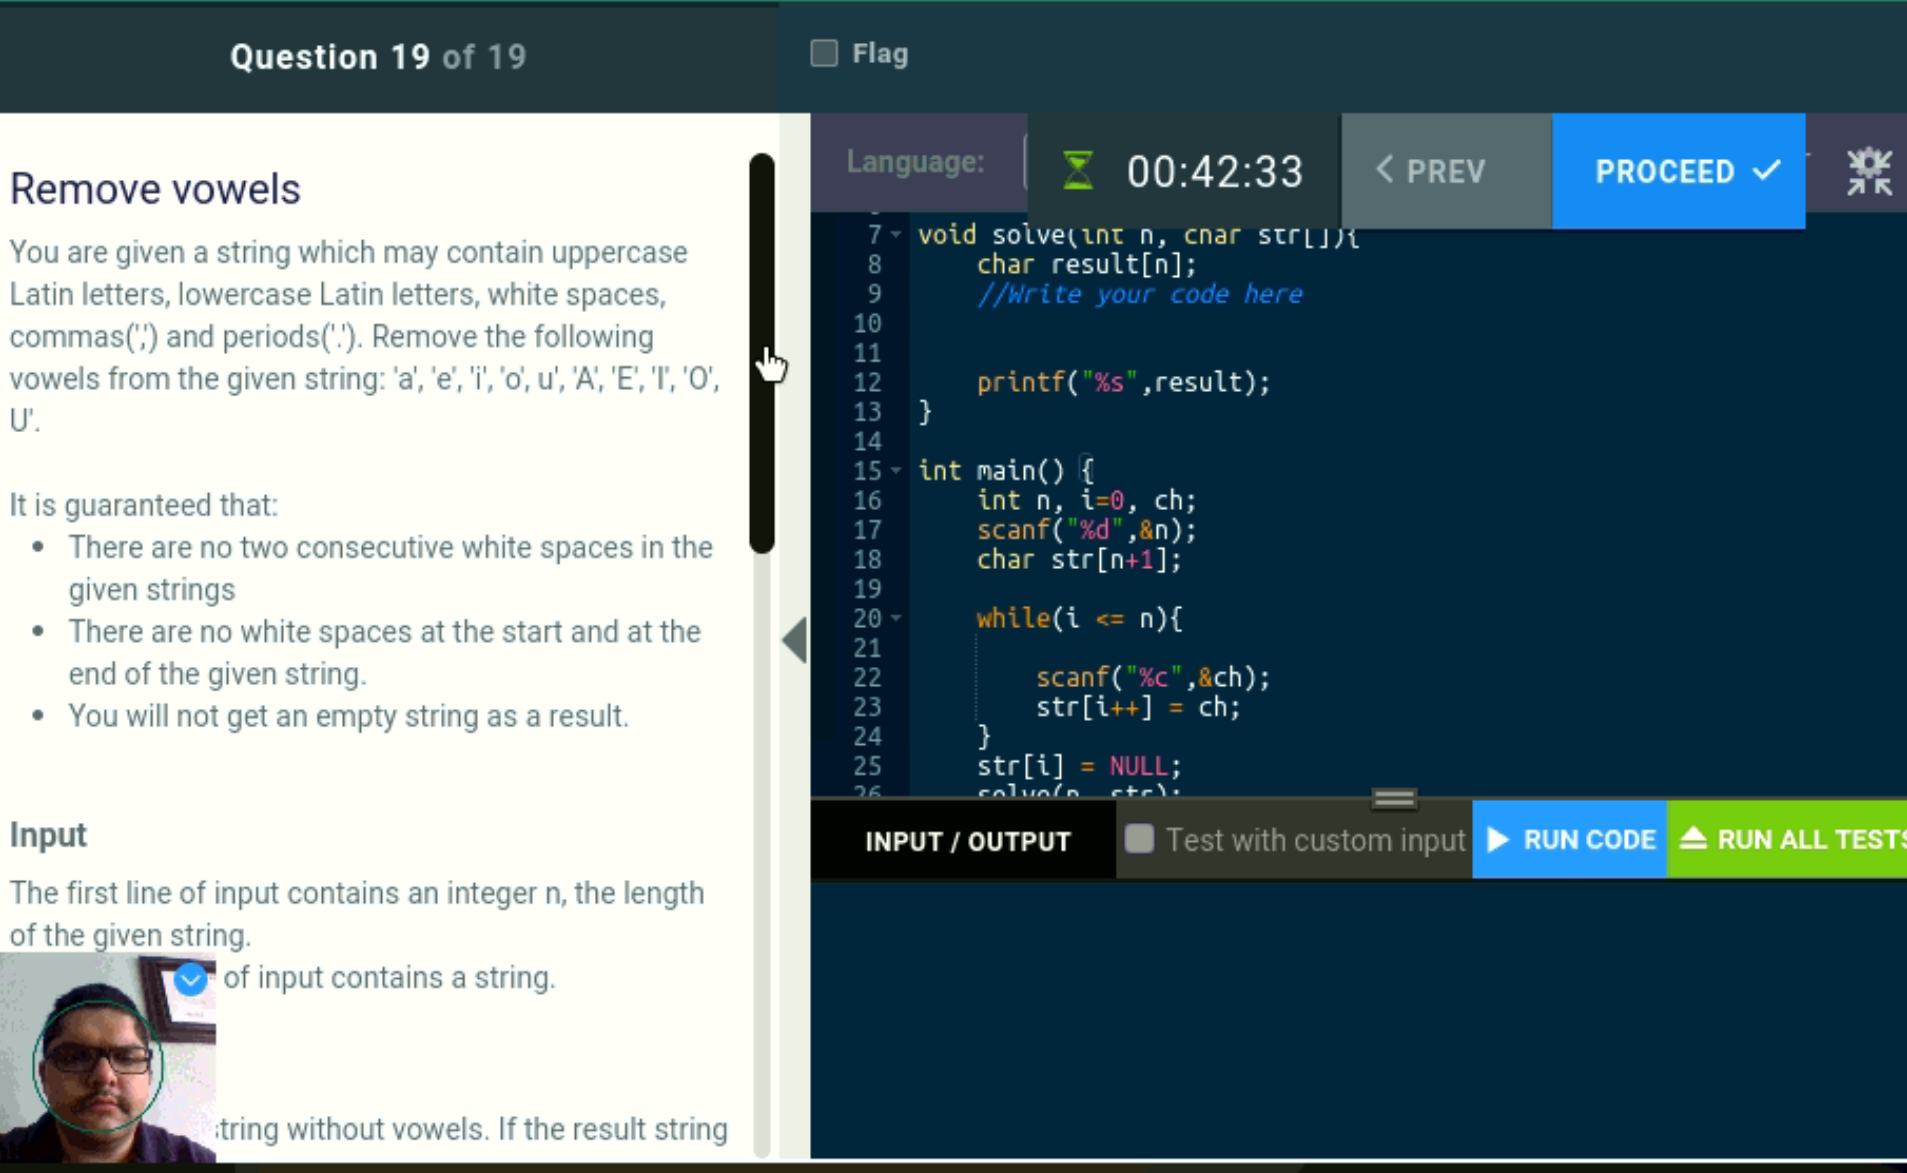 Question 19 of 19
Flag
Remove vowels
You are given a string which may contain uppercase
Latin letters, lowercase Latin letters, white spaces,
commas(',') and periods('.'). Remove the following
vowels from the given string: 'a', 'e', 'i', 'o', u', 'A', 'E', 'I', 'O',
U'.
It is guaranteed that:
• There are no two consecutive white spaces in the
given strings
• There are no white spaces at the start and at the
end of the given string.
• You will not get an empty string as a result.
Input
The first line of input contains an integer n, the length
of the given string.
of input contains a string.
string without vowels. If the result string
Language:
00:42:33
PREV
PROCEED
7 void solve(int n, char str[]){
8 char result[n];
9 //Write your code here
10
11
12 printf("%s",result);
13 }
14
15 int main() {
16 int n, i=0, ch;
17 scanf("%d",&n);
18 char str[n+1];
19
20 while(i <= n){
21
22 scanf("%c",&ch);
23 str[i++] = ch;
24 }
25 str[i] = NULL;
26 solve(n, str);
INPUT / OUTPUT
Test with custom input
RUN CODE
RUN ALL TESTS